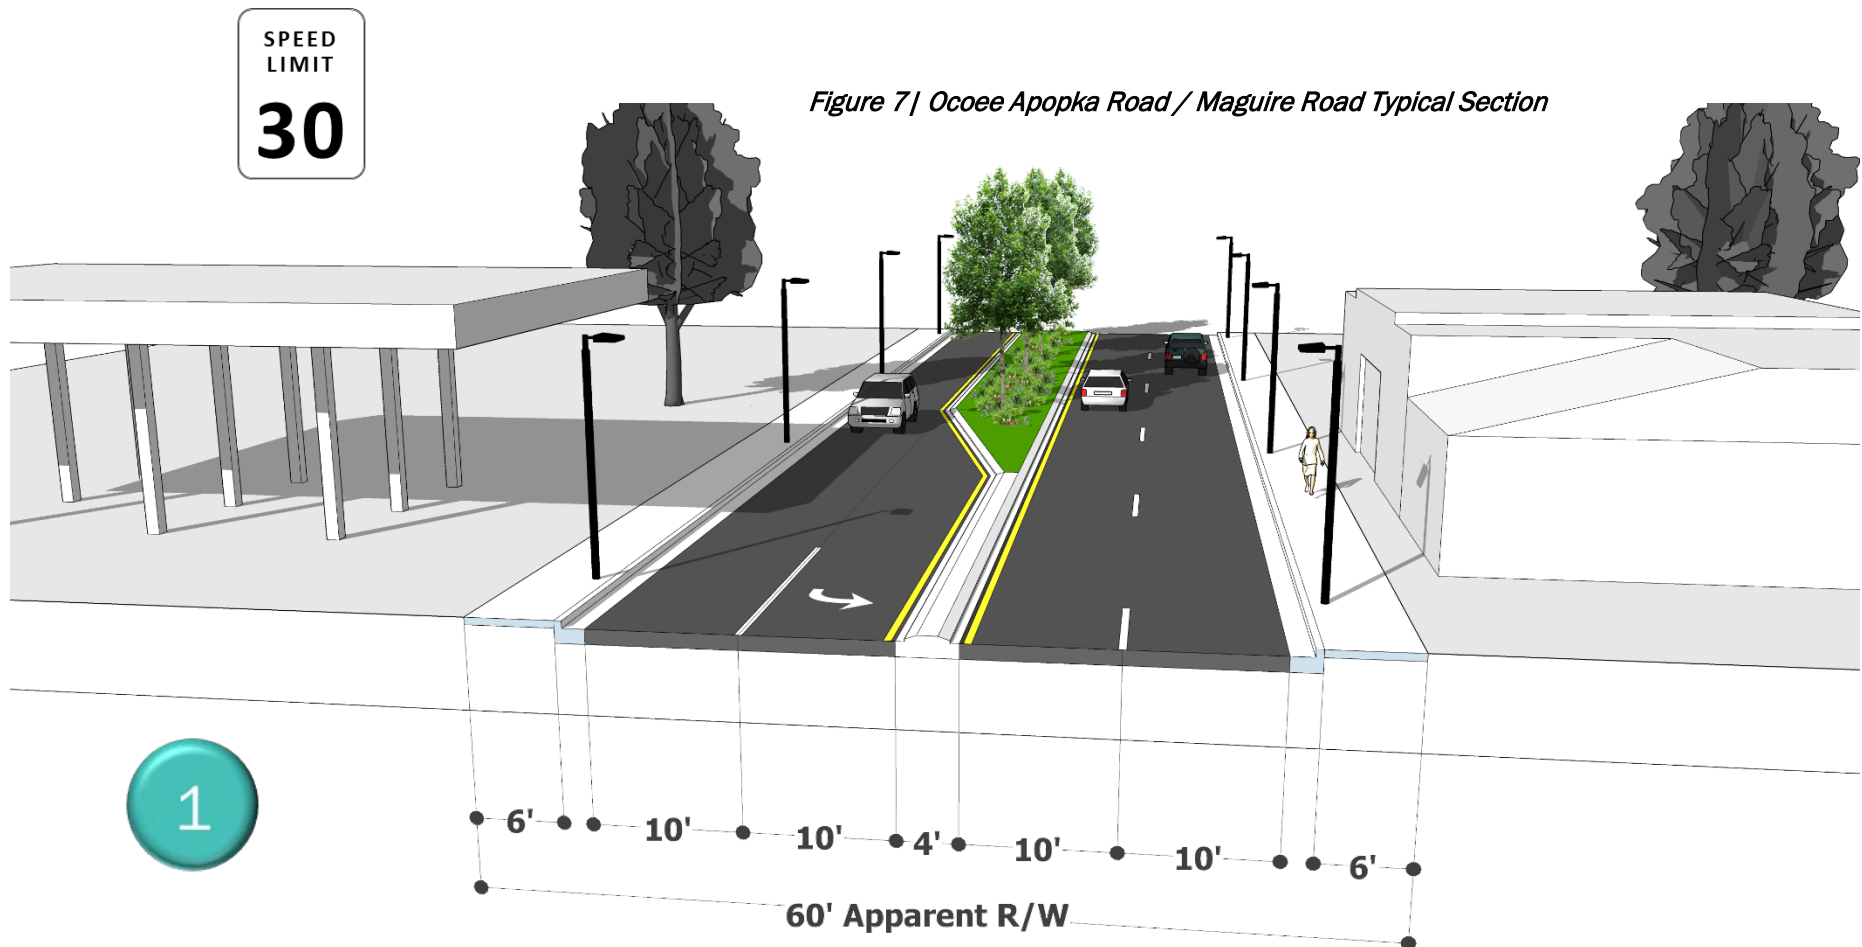 SPEED
LIMIT
30
Figure 7| Ocoee Apopka Road / Maguire Road Typical Section
1
6' 10' 10' 4' 10' 10' 6'
60' Apparent R/W